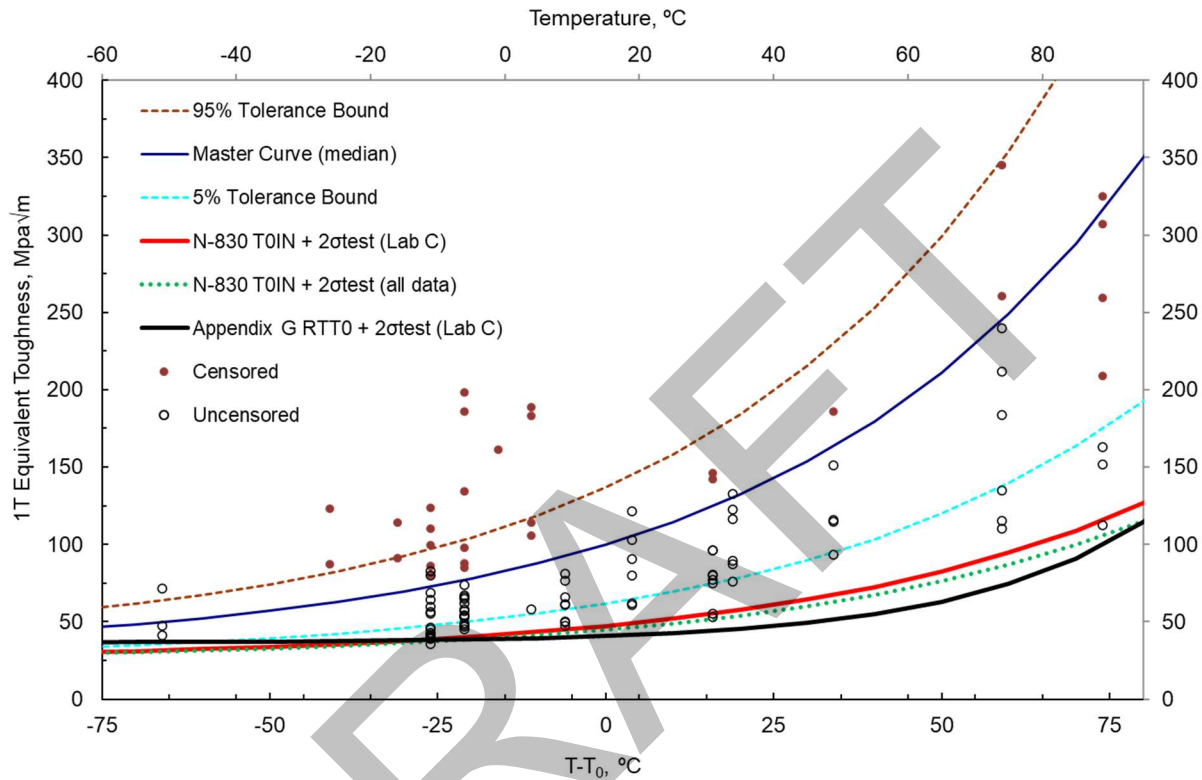 Temperature, ºC
-60 -40 -20 0 20 40 60 80
400 400
350 350
300 300
250 250
200 200
150 150
100 100
50 50
0 0
1T Equivalent Toughness, Mpa√m
95% Tolerance Bound
Master Curve (median)
5% Tolerance Bound
N-830 T0IN + 2σtest (Lab C)
N-830 T0IN + 2σtest (all data)
Appendix G RTT0 + 2σtest (Lab C)
Censored
Uncensored
-75 -50 -25 0 25 50 75
T-T0, ºC
RAFT